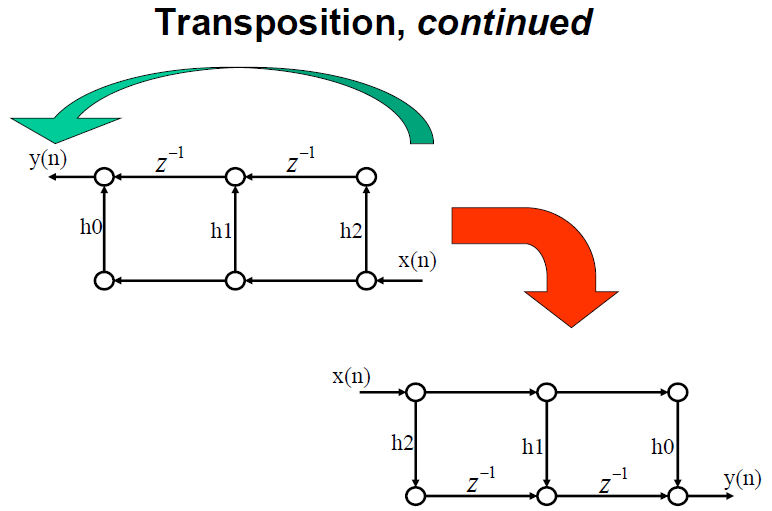 Transposition, continued
y(n) z⁻¹ z⁻¹
h0 h1 h2
x(n)
x(n)
h2 h1 h0
z⁻¹ z⁻¹ y(n)